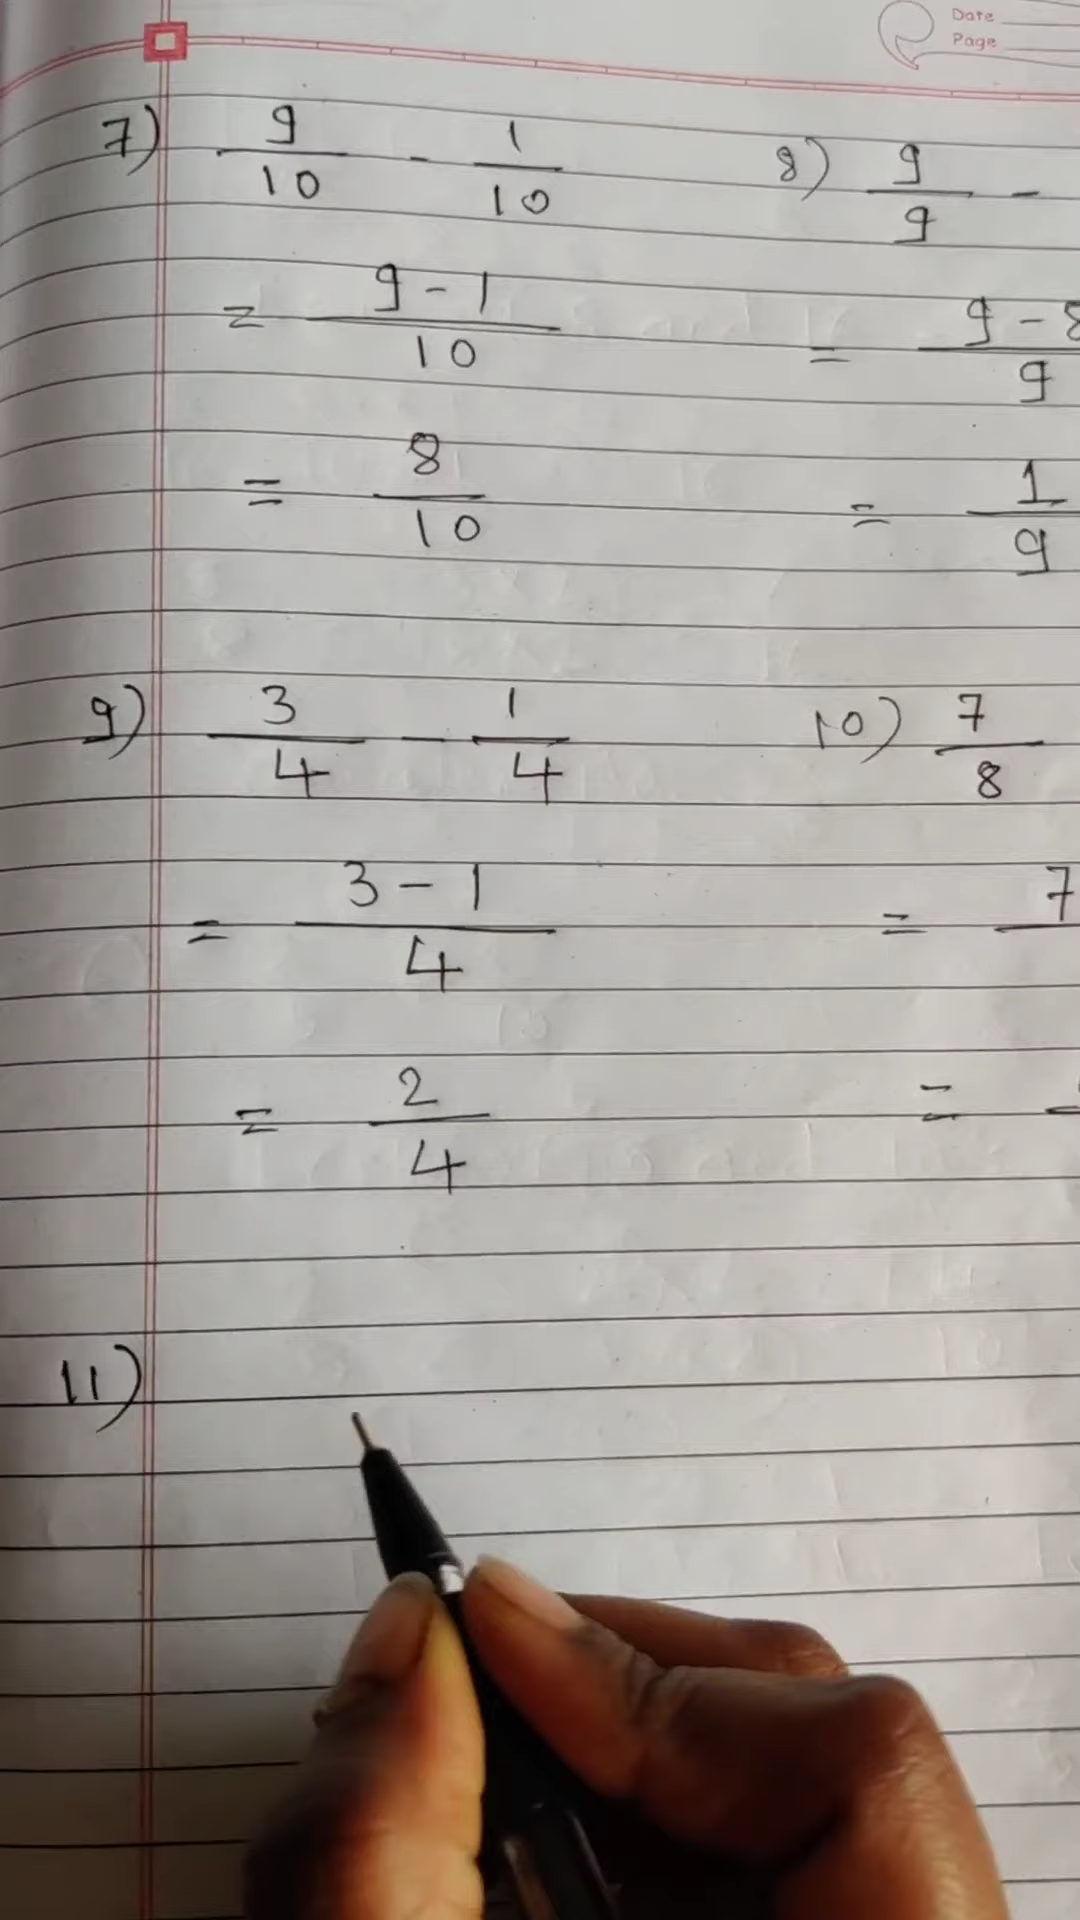 Date
Page
7) 9/10 - 1/10
= 9 - 1/10
= 8/10
8) 9/9 -
= 9 - 8/9
= 1/9
9) 3/4 - 1/4
= 3 - 1/4
= 2/4
10) 7/8
= 7
=
11)